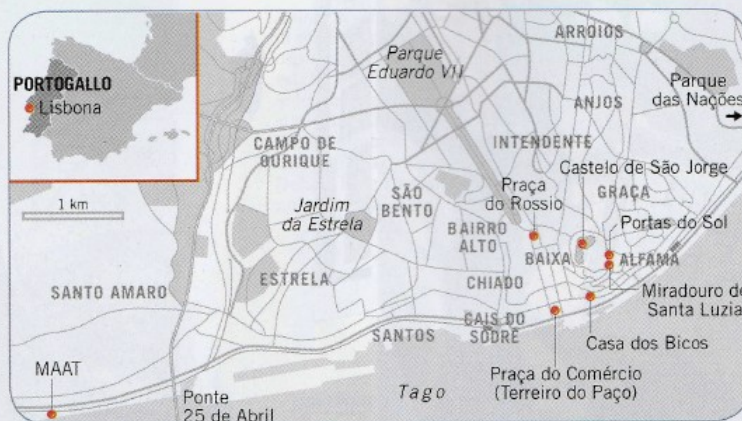 PORTOGALLO
Lisbona
1 km
Parque
Eduardo VII
ARROIOS
Parque
das Nações
ANJOS
INTENDENTE
CAMPO DE
OURIQUE
Castelo de São Jorge
Praça
do Rossio
GRAÇA
SÃO
BENTO
Jardim
da Estrela
Portas do Sol
BAIRRO
ALTO
BAIXA
ALFAMA
ESTRELA
CHIADO
SANTO AMARO
Miradouro de
Santa Luzia
CAIS DO
SODRÉ
SANTOS
Casa dos Bicos
MAAT
Praça do Comércio
(Terreiro do Paço)
Tago
Ponte
25 de Abril